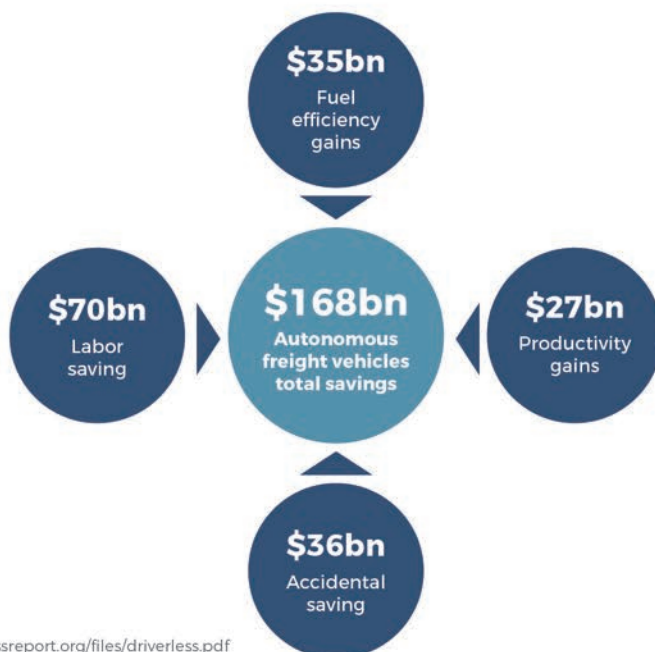 $35bn
Fuel
efficiency
gains
$70bn
Labor
saving
$168bn
Autonomous
freight vehicles
total savings
$27bn
Productivity
gains
$36bn
Accidental
saving
ssreport.org/files/driverless.pdf